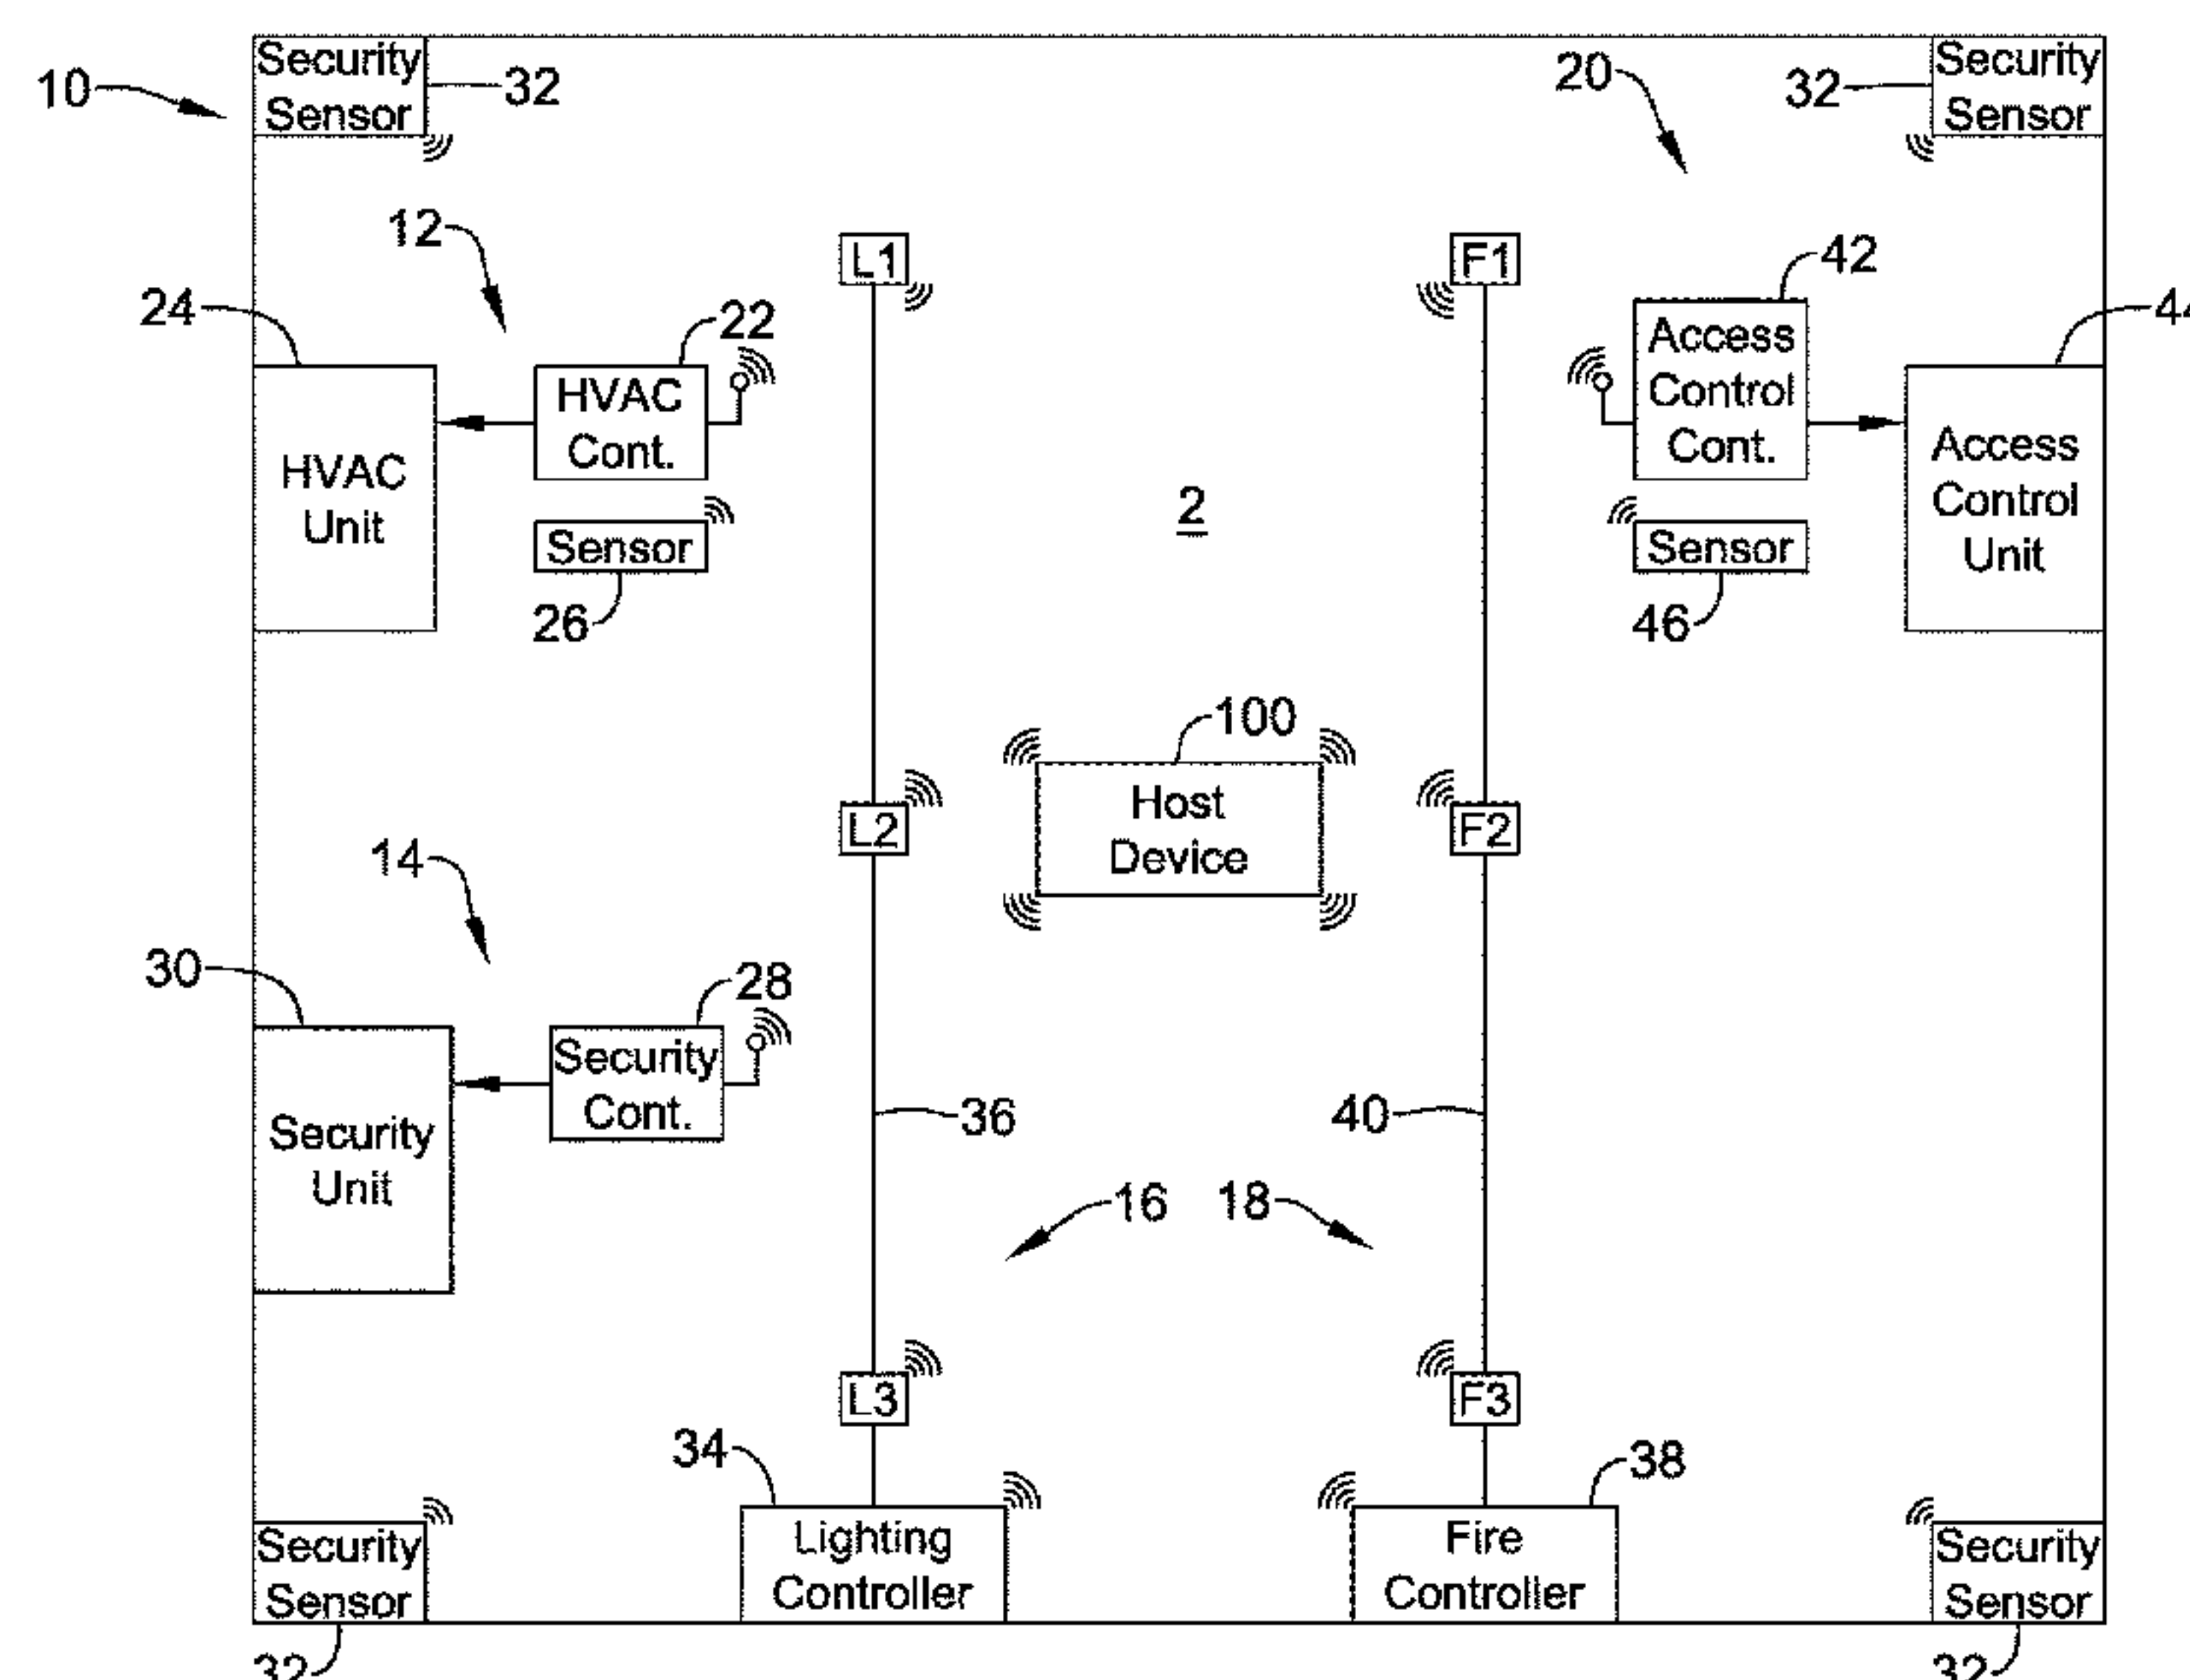 10
Security
Sensor
32
20
32
Security
Sensor
12
L1
F1
42
24
22
44
HVAC
Cont.
Access
Control
Cont.
HVAC
Unit
2
Access
Control
Unit
Sensor
Sensor
26
46
100
Host
Device
L2
F2
14
30
28
Security
Cont.
36
40
Security
Unit
16
18
L3
F3
34
38
Security
Sensor
Lighting
Controller
Fire
Controller
Security
Sensor
32
32